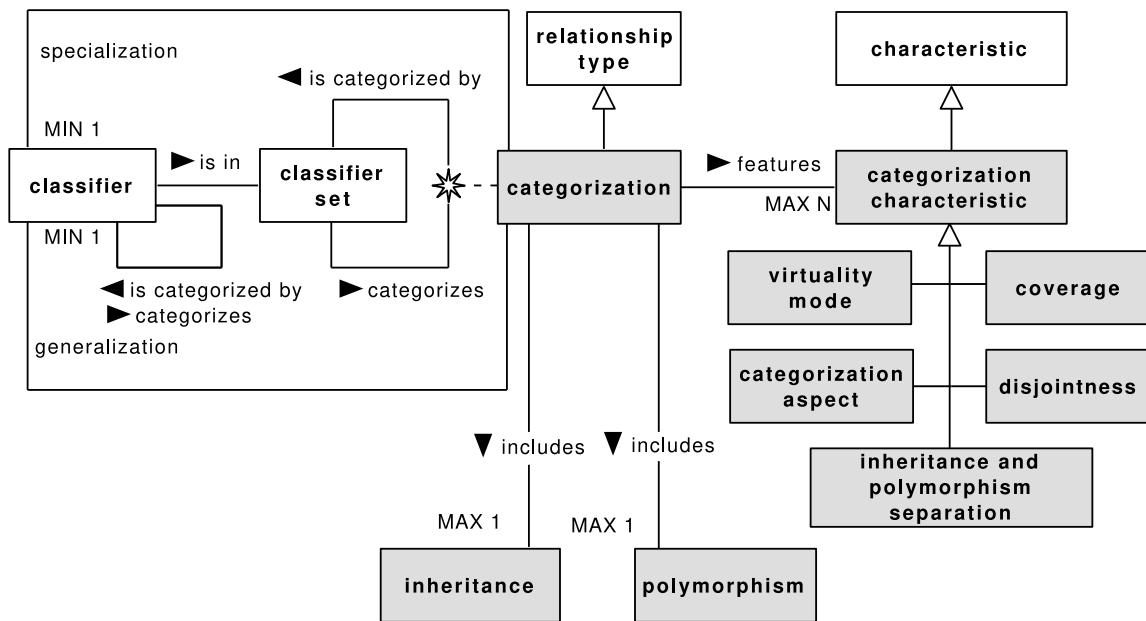 specialization
relationship
type
characteristic
◄ is categorized by
MIN 1
► is in
classifier
classifier
set
categorization
► features
MAX N
categorization
characteristic
MIN 1
◄ is categorized by
► categorizes
► categorizes
generalization
virtuality
mode
coverage
categorization
aspect
disjointness
▼ includes
▼ includes
inheritance and
polymorphism
separation
MAX 1
MAX 1
inheritance
polymorphism